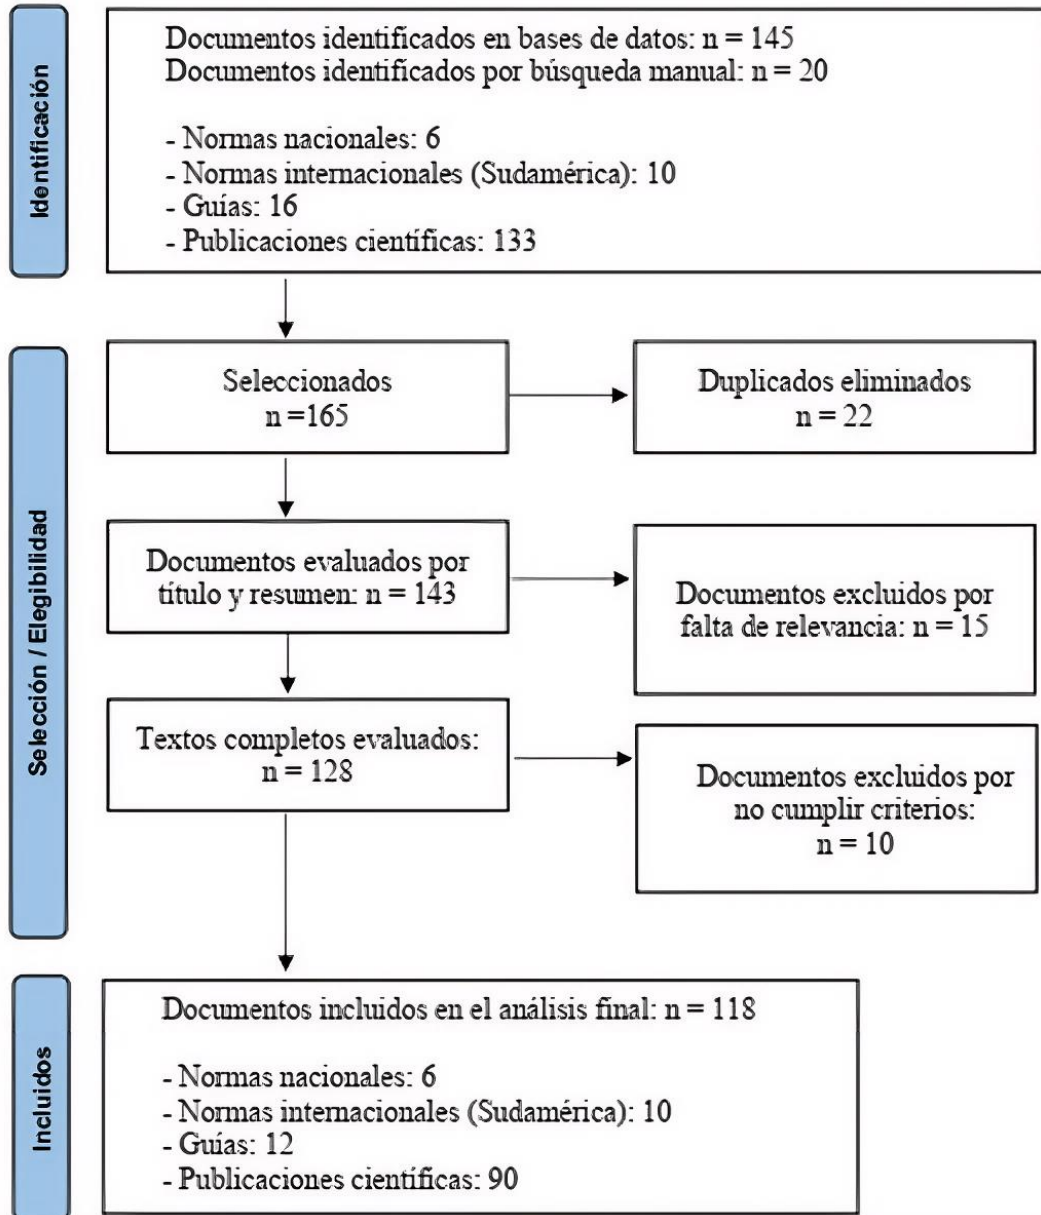 Identificación
Documentos identificados en bases de datos: n = 145
Documentos identificados por búsqueda manual: n = 20
- Normas nacionales: 6
- Normas internacionales (Sudamérica): 10
- Guías: 16
- Publicaciones científicas: 133
Selección / Elegibilidad
Seleccionados
n =165
Duplicados eliminados
n = 22
Documentos evaluados por
título y resumen: n = 143
Documentos excluidos por
falta de relevancia: n = 15
Textos completos evaluados:
n = 128
Documentos excluidos por
no cumplir criterios:
n = 10
Incluidos
Documentos incluidos en el análisis final: n = 118
- Normas nacionales: 6
- Normas internacionales (Sudamérica): 10
- Guías: 12
- Publicaciones científicas: 90